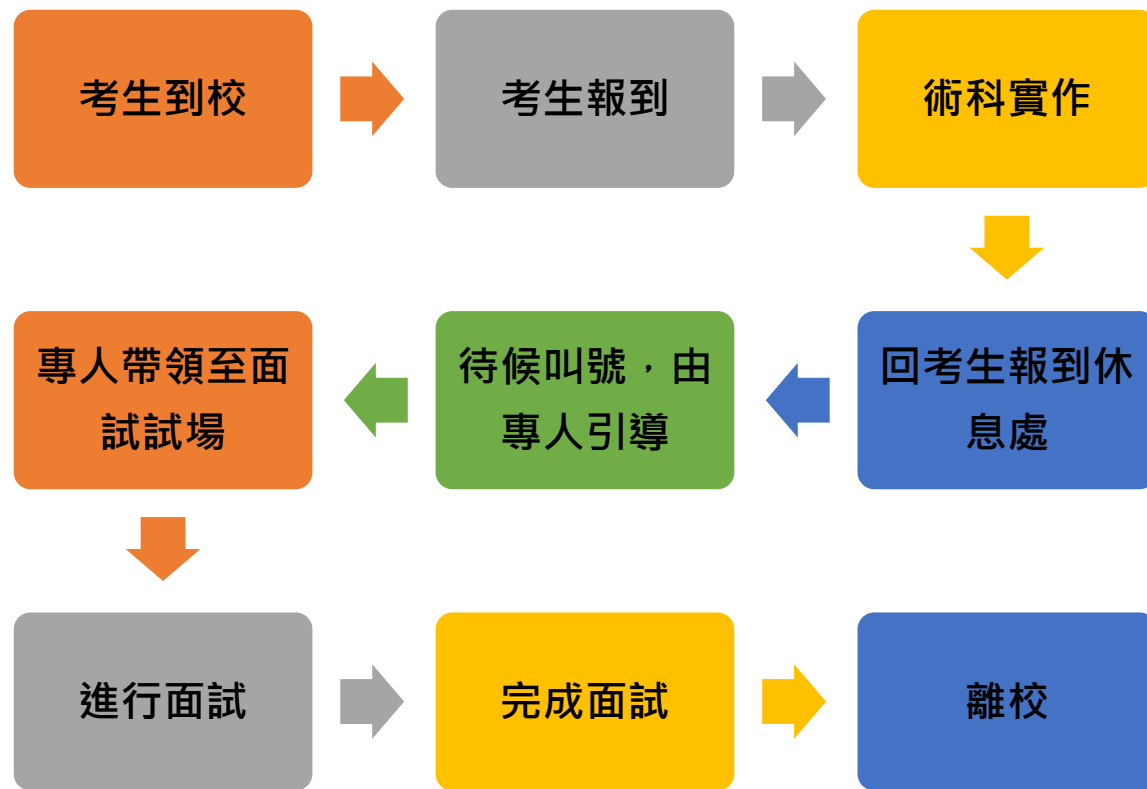 考生到校
考生報到
術科實作
回考生報到休
息處
待候叫號，由
專人引導
專人帶領至面
試試場
進行面試
完成面試
離校